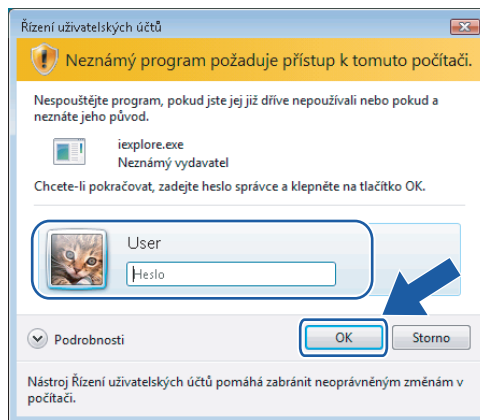 Řízení uživatelských účtů
Neznámý program požaduje přístup k tomuto počítači.
Nespouštějte program, pokud jste jej již dříve nepoužívali nebo pokud a
neznáte jeho původ.
iexplore.exe
Neznámý vydavatel
Chcete-li pokračovat, zadejte heslo správce a klepněte na tlačítko OK.
User
Heslo
Podrobnosti
OK
Storno
Nástroj Řízení uživatelských účtů pomáhá zabránit neoprávněným změnám v
počítači.